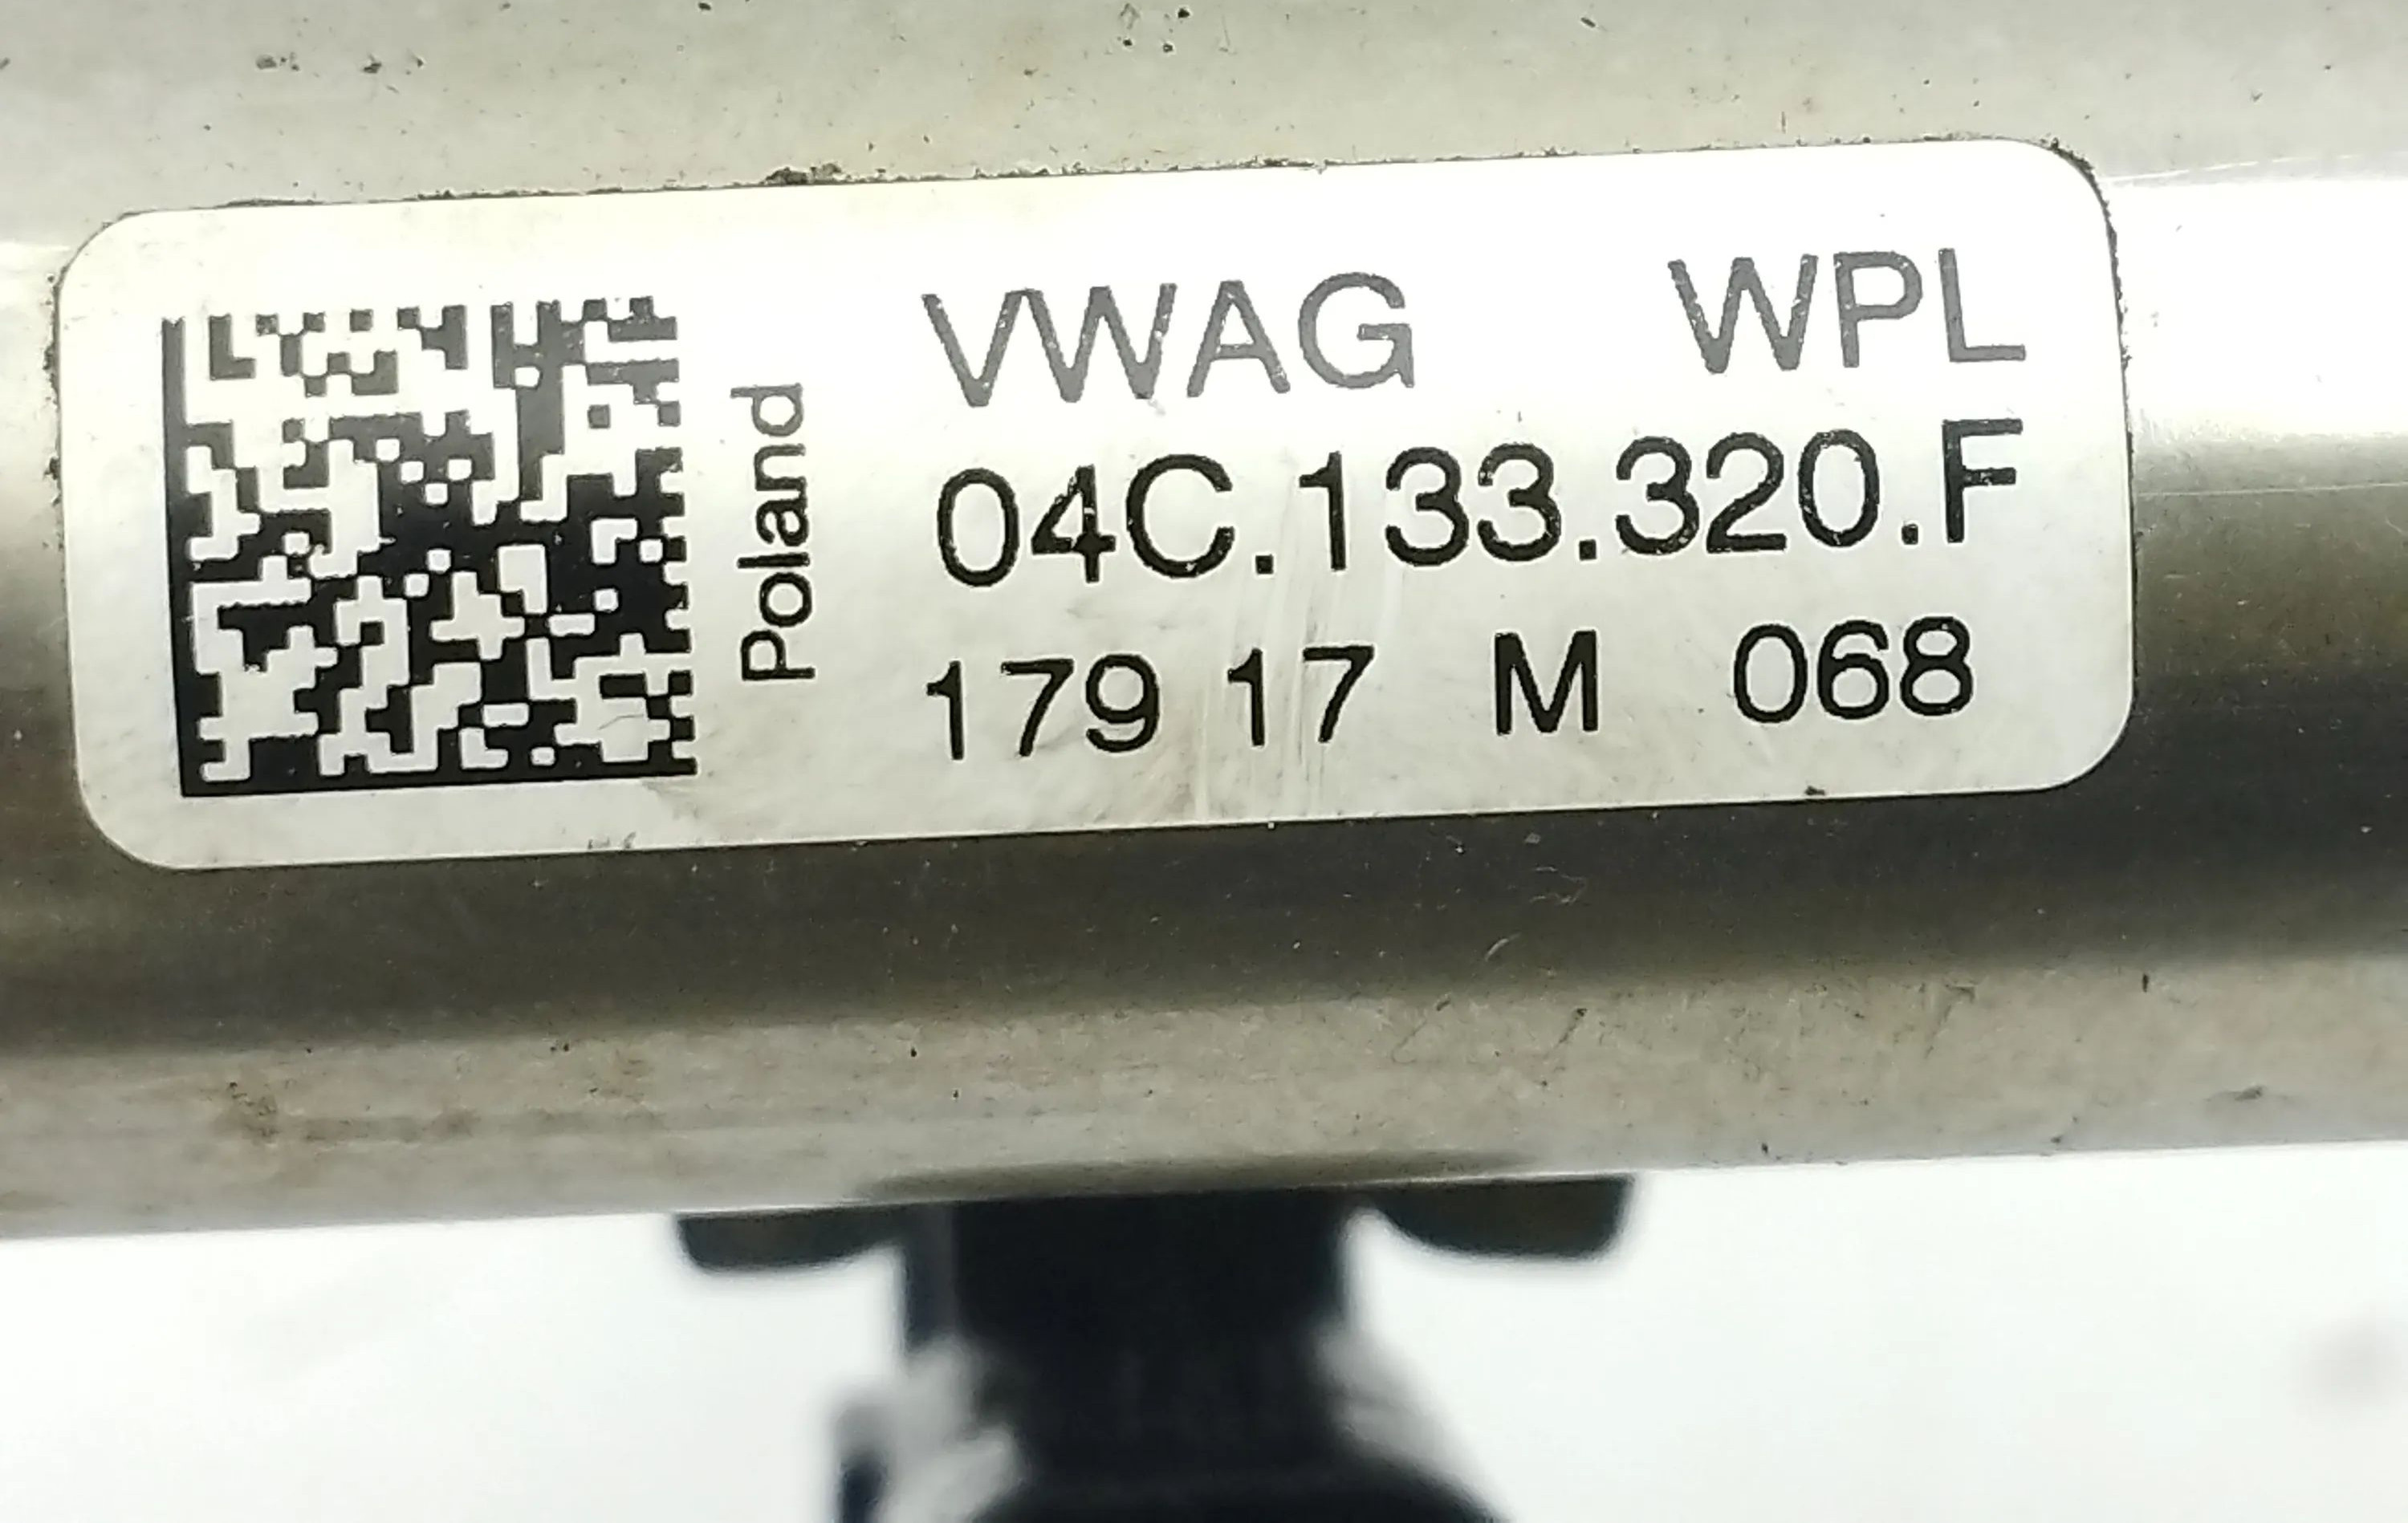 Poland
VWAG WPL
04C.133.320.F
179 17 M 068